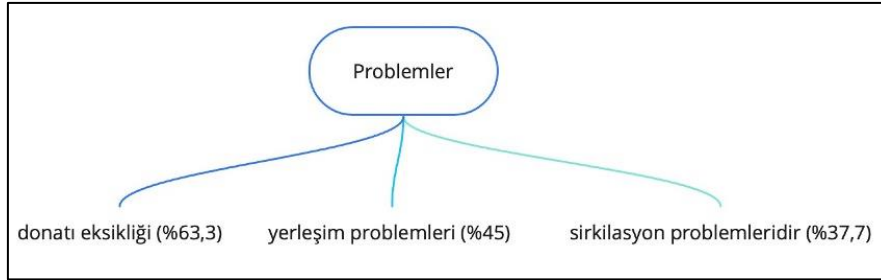 Problemler
donatı eksikliği (%63,3)
yerleşim problemleri (%45)
sirkilasyon problemleridir (%37,7)